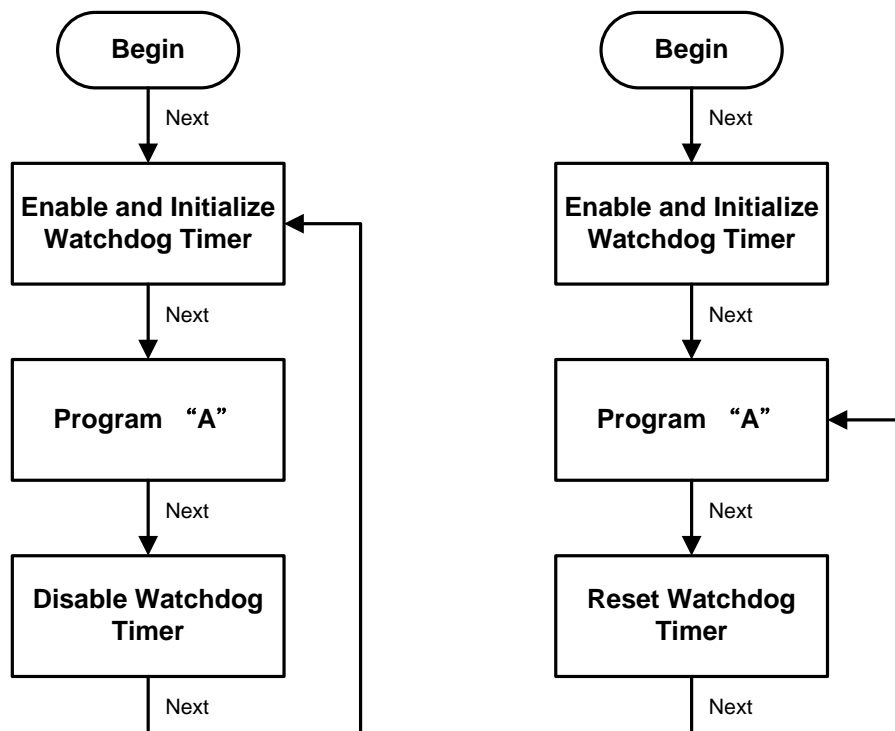 Begin
Next
Enable and Initialize
Watchdog Timer
Next
Program “A”
Next
Disable Watchdog
Timer
Next
Begin
Next
Enable and Initialize
Watchdog Timer
Next
Program “A”
Next
Reset Watchdog
Timer
Next